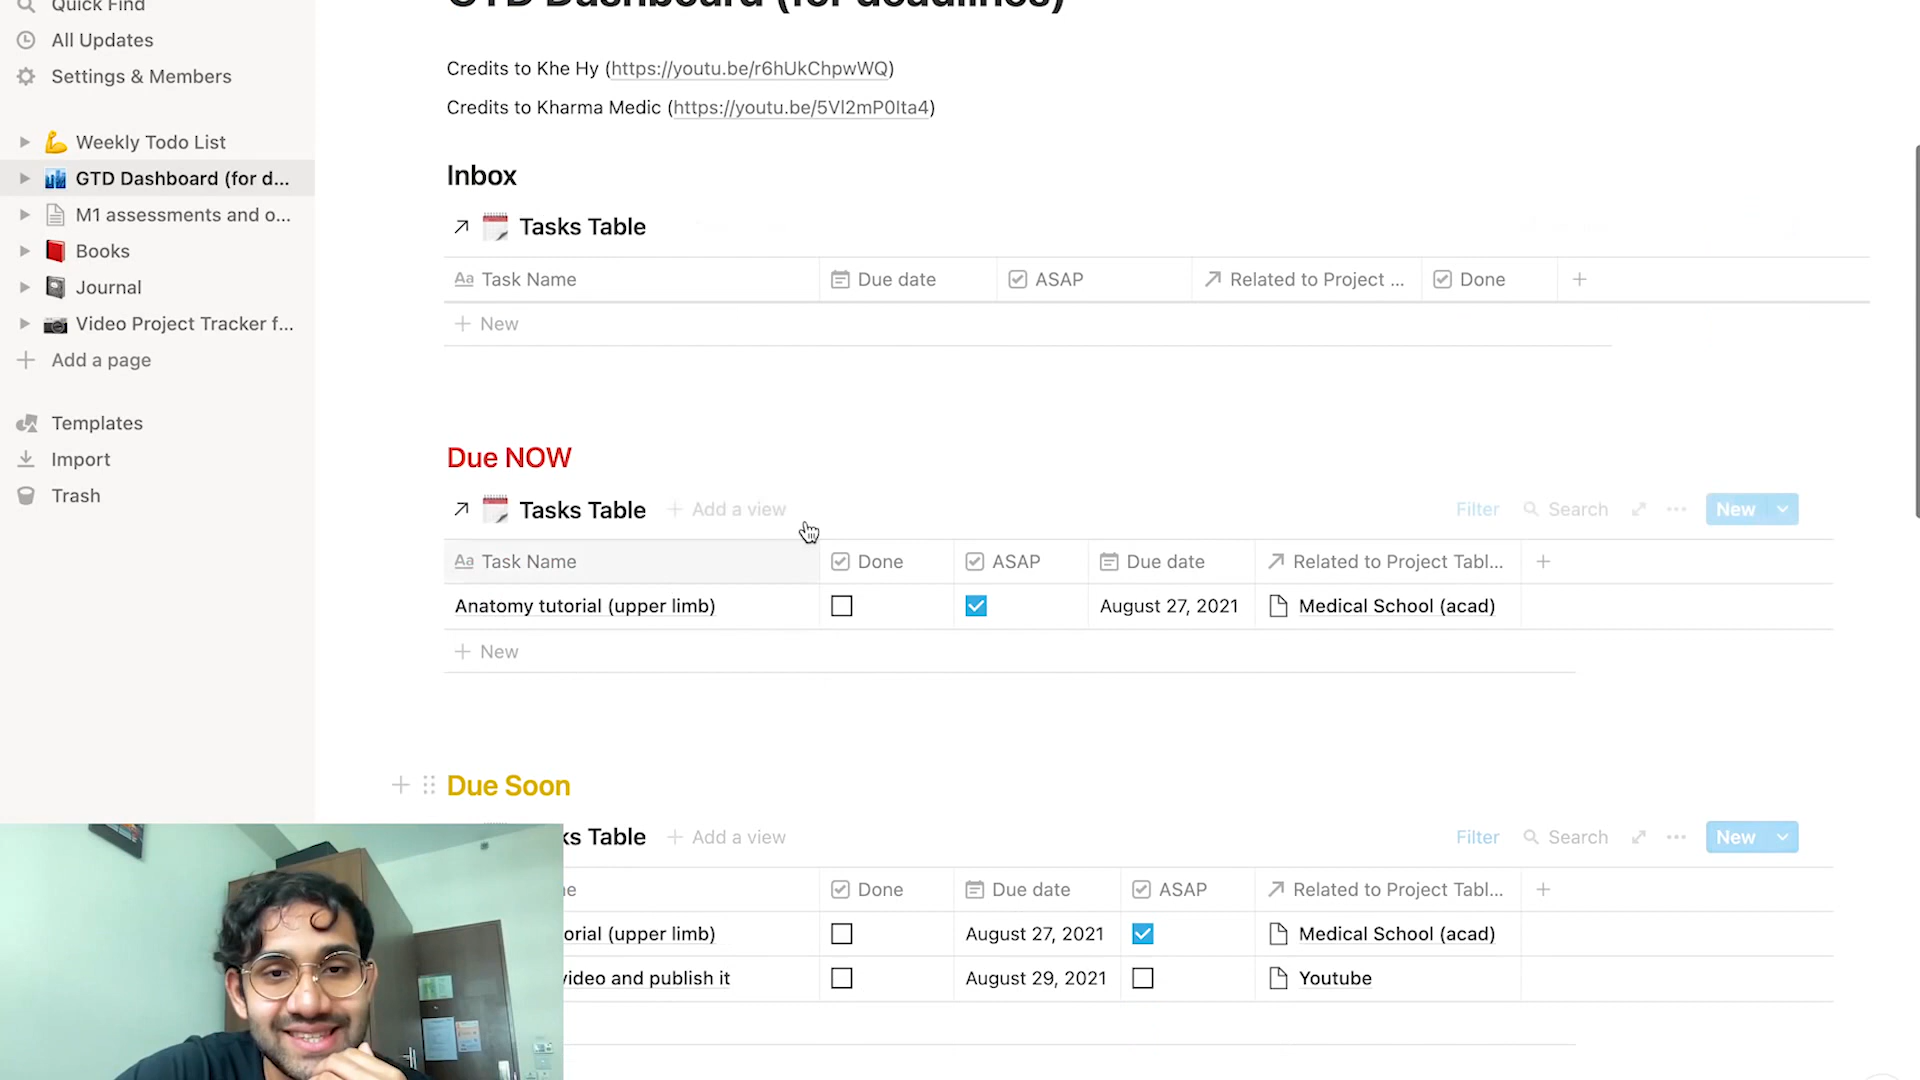 Quick Find
All Updates
Settings & Members
Weekly Todo List
GTD Dashboard (for d...
M1 assessments and o...
Books
Journal
Video Project Tracker f...
Add a page
Templates
Import
Trash
GTD Dashboard (for deadlines)
Credits to Khe Hy (https://youtu.be/r6hUkChpwWQ)
Credits to Kharma Medic (https://youtu.be/5Vl2mP0Ita4)
Inbox
Tasks Table
Aa Task Name Due date ASAP Related to Project ... Done
New
Due NOW
Tasks Table Add a view Filter Search New
Aa Task Name Done ASAP Due date Related to Project Tabl...
Anatomy tutorial (upper limb) August 27, 2021 Medical School (acad)
New
Due Soon
Table Add a view Filter Search New
Done Due date ASAP Related to Project Tabl...
(upper limb) August 27, 2021 Medical School (acad)
and publish it August 29, 2021 Youtube